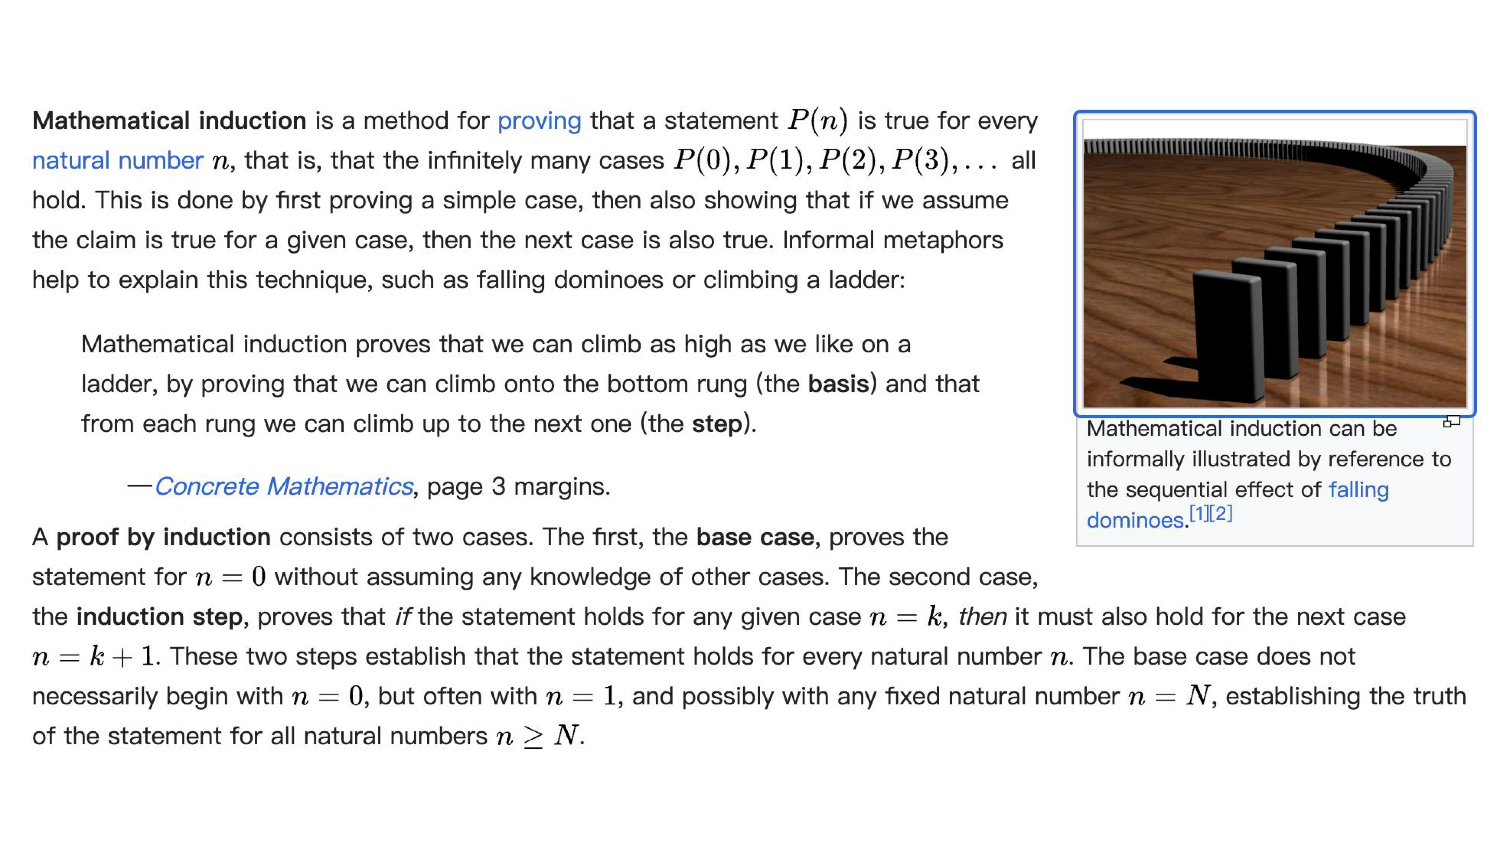 Mathematical induction is a method for proving that a statement P(n) is true for every
natural number n, that is, that the infinitely many cases P(0), P(1), P(2), P(3), ... all
hold. This is done by first proving a simple case, then also showing that if we assume
the claim is true for a given case, then the next case is also true. Informal metaphors
help to explain this technique, such as falling dominoes or climbing a ladder:
Mathematical induction proves that we can climb as high as we like on a
ladder, by proving that we can climb onto the bottom rung (the basis) and that
from each rung we can climb up to the next one (the step).
—Concrete Mathematics, page 3 margins.
Mathematical induction can be
informally illustrated by reference to
the sequential effect of falling
dominoes.[1][2]
A proof by induction consists of two cases. The first, the base case, proves the
statement for n = 0 without assuming any knowledge of other cases. The second case,
the induction step, proves that if the statement holds for any given case n = k, then it must also hold for the next case
n = k + 1. These two steps establish that the statement holds for every natural number n. The base case does not
necessarily begin with n = 0, but often with n = 1, and possibly with any fixed natural number n = N, establishing the truth
of the statement for all natural numbers n ≥ N.